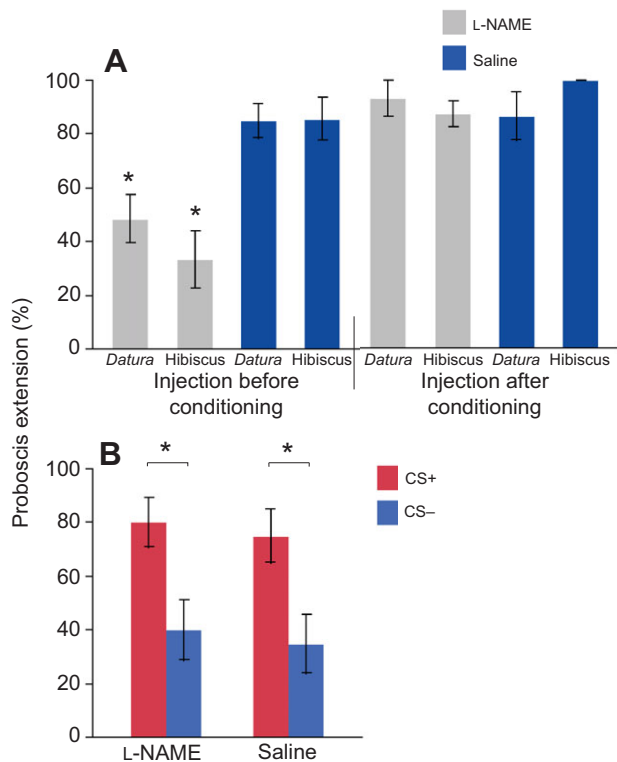 L-NAME
Saline
A
100
80
60
40
20
0
* *
Datura Hibiscus Datura Hibiscus Datura Hibiscus Datura Hibiscus
Injection before Injection after
conditioning conditioning
Proboscis extension (%)
B
CS+
CS–
100
80
60
40
20
0
* *
L-NAME Saline